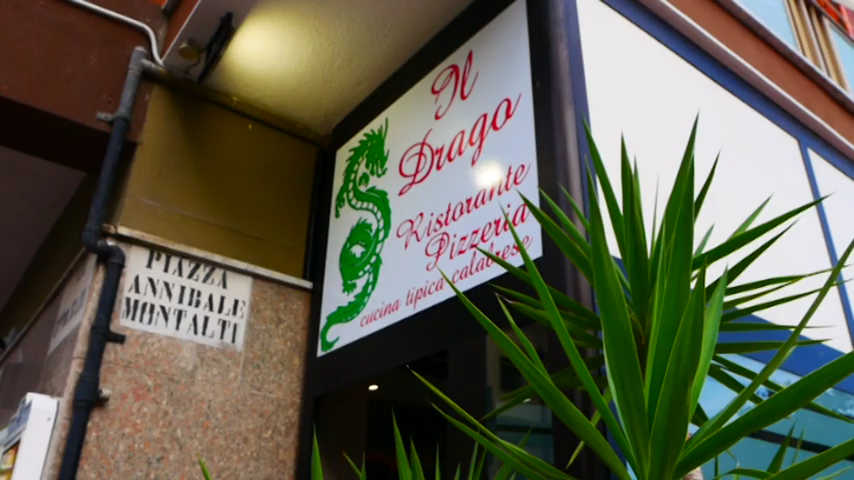 Il
Drago
Ristorante
Pizzeria
cucina tipica calabrese
PIAZZA
ANNIBALE
MONTALTI